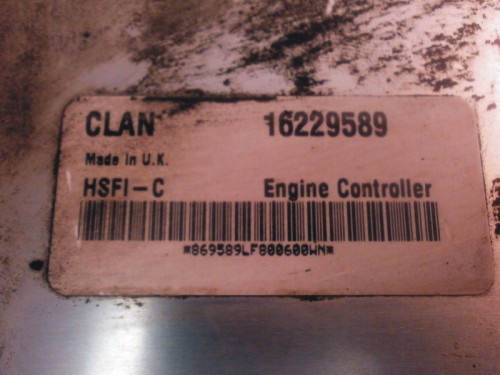 CLAN 16229589
Made in U.K.
HSFI-C Engine Controller
*869589LF800600WN*